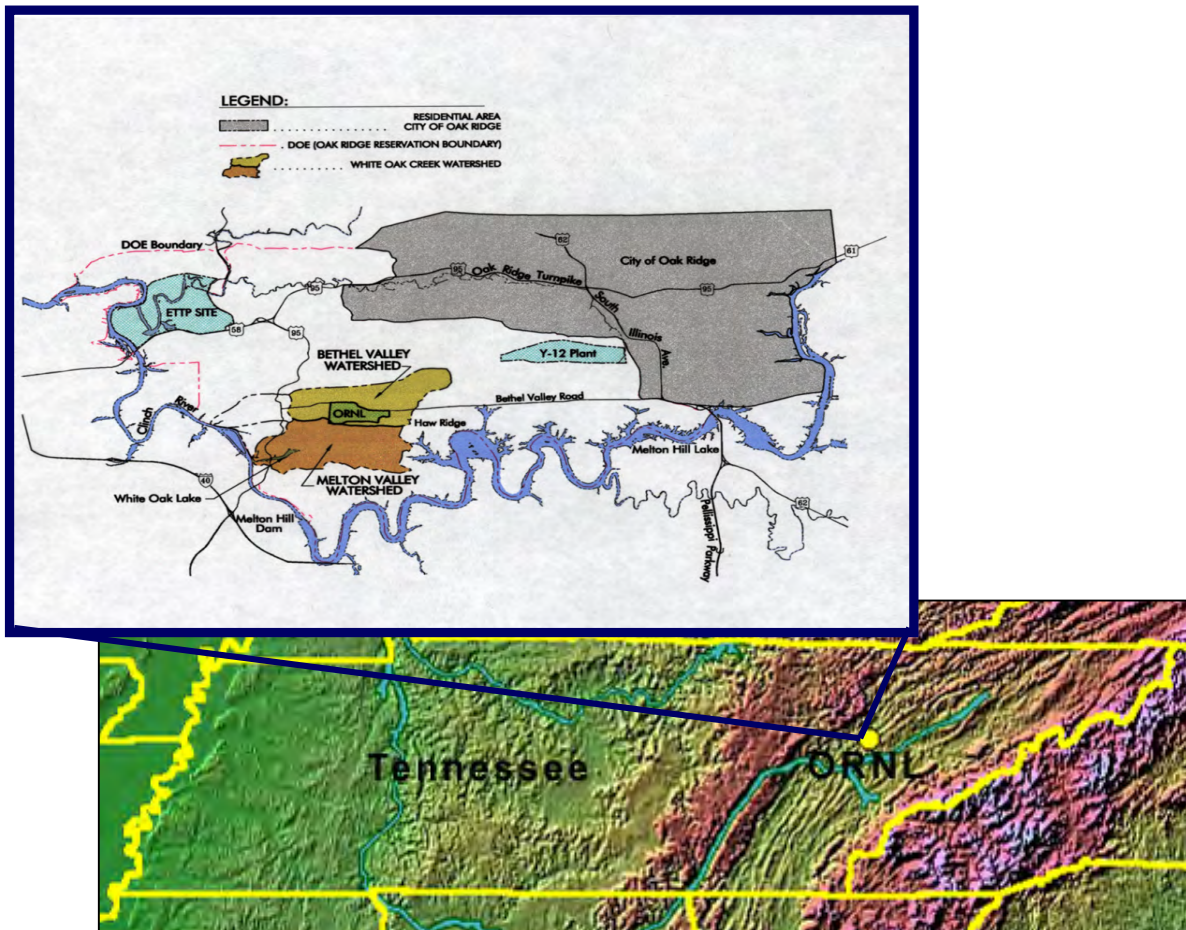 LEGEND:
RESIDENTIAL AREA
CITY OF OAK RIDGE
DOE (OAK RIDGE RESERVATION BOUNDARY)
WHITE OAK CREEK WATERSHED
DOE Boundary
62
City of Oak Ridge
61
95
Oak Ridge Turnpike
95
95
ETTP SITE
58
95
South
Illinois
Ave.
BETHEL VALLEY
WATERSHED
Y-12 Plant
Clinch
River
ORNL
Bethel Valley Road
Haw Ridge
Melton Hill Lake
White Oak Lake
40
MELTON VALLEY
WATERSHED
Melton Hill
Dam
62
Pellissippi Parkway
Tennessee
ORNL